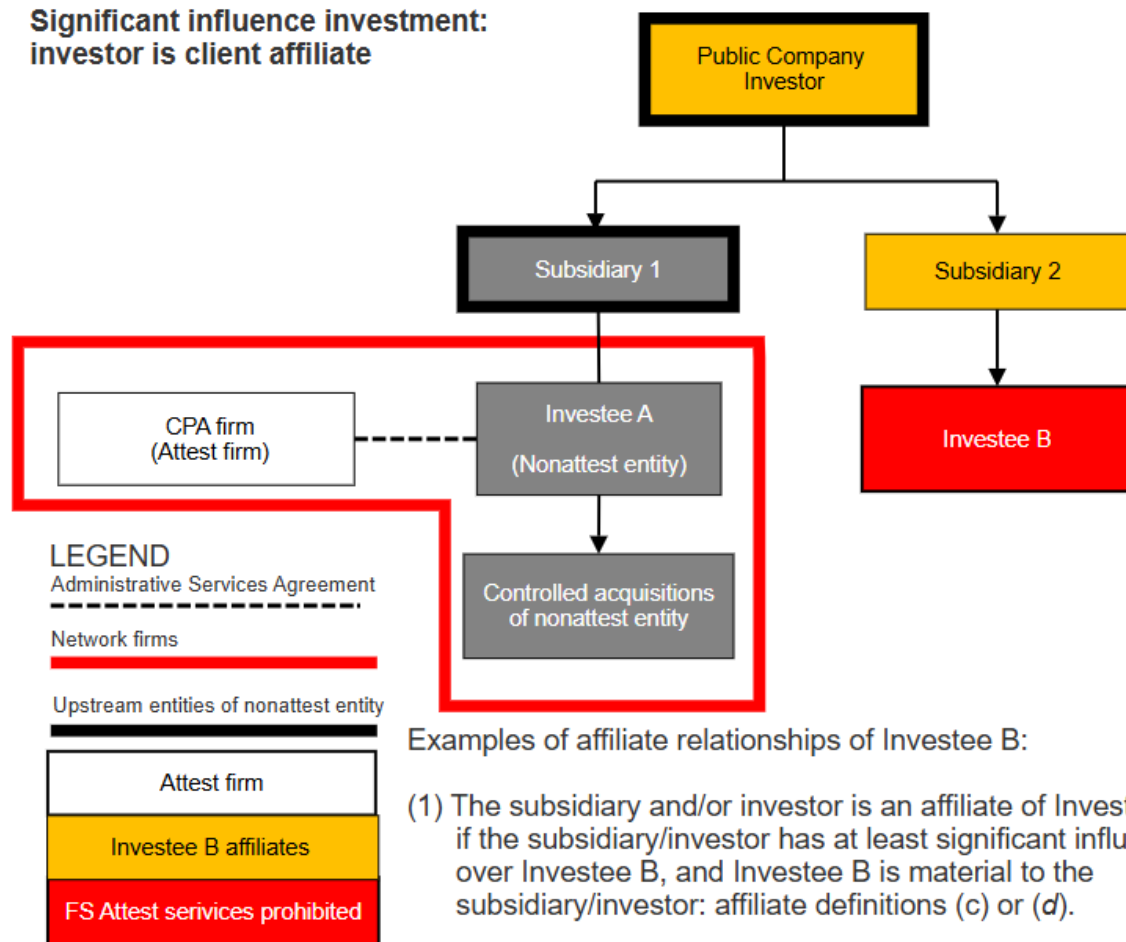 Significant influence investment:
investor is client affiliate
Public Company
Investor
Subsidiary 1
Subsidiary 2
CPA firm
(Attest firm)
Investee A
(Nonattest entity)
Investee B
Controlled acquisitions
of nonattest entity
LEGEND
Administrative Services Agreement
Network firms
Upstream entities of nonattest entity
Attest firm
Investee B affiliates
FS Attest serivices prohibited
Examples of affiliate relationships of Investee B:
(1) The subsidiary and/or investor is an affiliate of
if the subsidiary/investor has at least significant
over Investee B, and Investee B is material to the
subsidiary/investor: affiliate definitions (c) or (d).